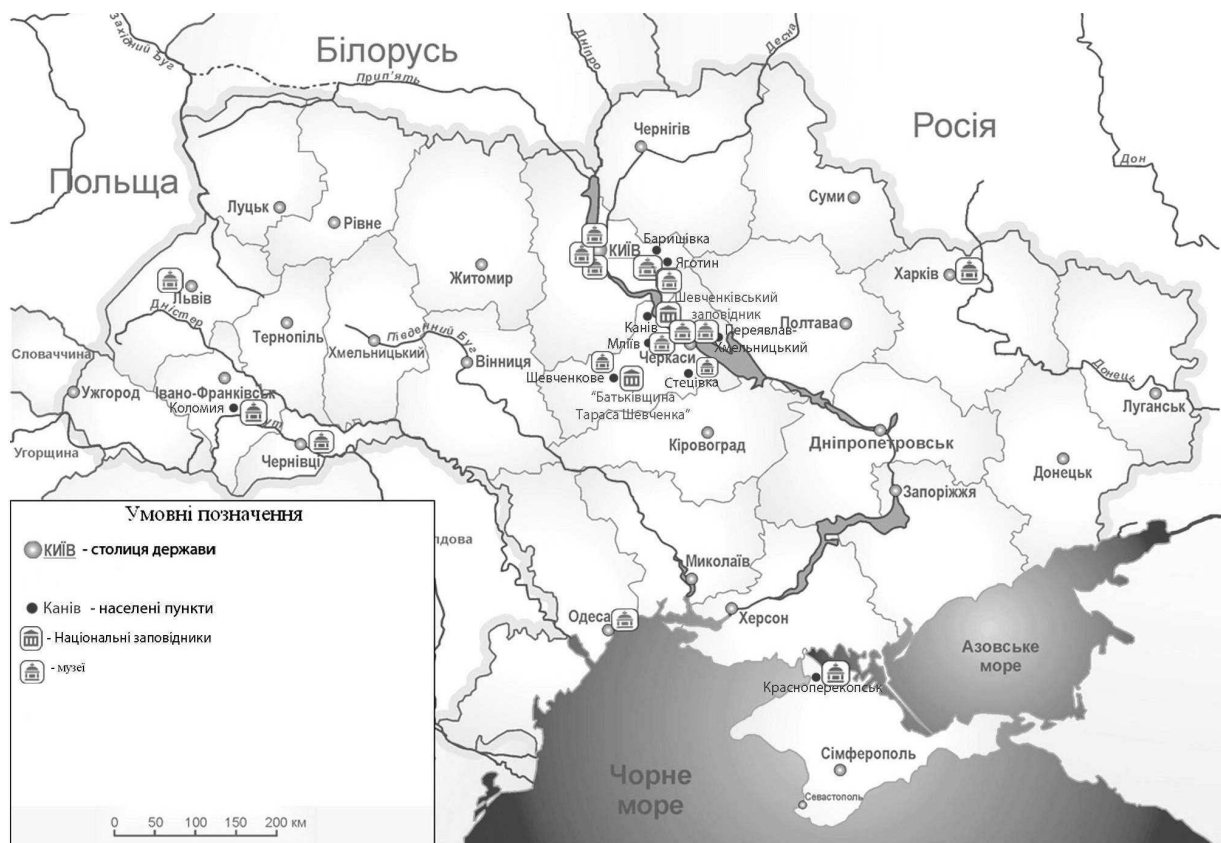 Західний Буг
Білорусь
Прип'ять
Дніпро
Десна
Росія
Дон
Польща
Чернігів
Луцьк
Рівне
Суми
КИЇВ
Баришівка
Яготин
Житомир
Харків
Львів
Дністер
Шевченківський
заповідник
Тернопіль
Хмельницький
Південний Буг
Канів
Переявлав-
Хмельницький
Полтава
Мліїв
Черкаси
Вінниця
Словаччина
Ужгород
Івано-Франківськ
Коломия
Шевченкове
Стецівка
"Батьківщина
Тараса Шевченка"
Донець
Луганськ
Угорщина
Чернівці
Кіровоград
Дніпропетровськ
Донецьк
Запоріжжя
лдова
Миколаїв
Одеса
Херсон
Азовське
море
Красноперекопськ
Сімферополь
Севастополь
Чорне
море
Умовні позначення
КИЇВ - столиця держави
Канів - населені пункти
- Національні заповідники
- музеї
0 50 100 150 200 км